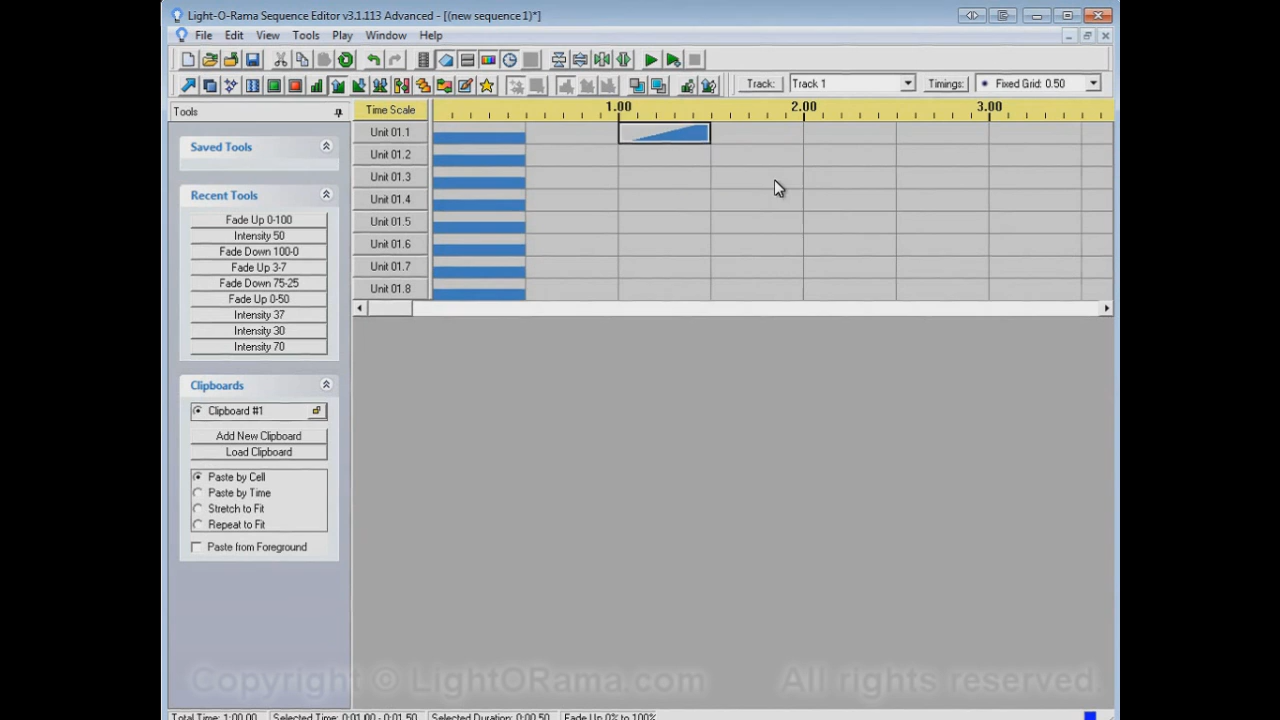 Light-O-Rama Sequence Editor v3.1.113 Advanced - [(new sequence 1)*]
File Edit View Tools Play Window Help
Track: Track 1 Timings: Fixed Grid: 0.50
Tools
Time Scale 1.00 2.00 3.00
Unit 01.1
Unit 01.2
Unit 01.3
Unit 01.4
Unit 01.5
Unit 01.6
Unit 01.7
Unit 01.8
Saved Tools
Recent Tools
Fade Up 0-100
Intensity 50
Fade Down 100-0
Fade Up 3-7
Fade Down 75-25
Fade Up 0-50
Intensity 37
Intensity 30
Intensity 70
Clipboards
Clipboard #1
Add New Clipboard
Load Clipboard
Paste by Cell
Paste by Time
Stretch to Fit
Repeat to Fit
Paste from Foreground
Copyright © LightORama.com All rights reserved.
Total Time: 1:00.00 Selected Time: 0:01.00 - 0:01.50 Selected Duration: 0:00.50 Fade Up 0% to 100%